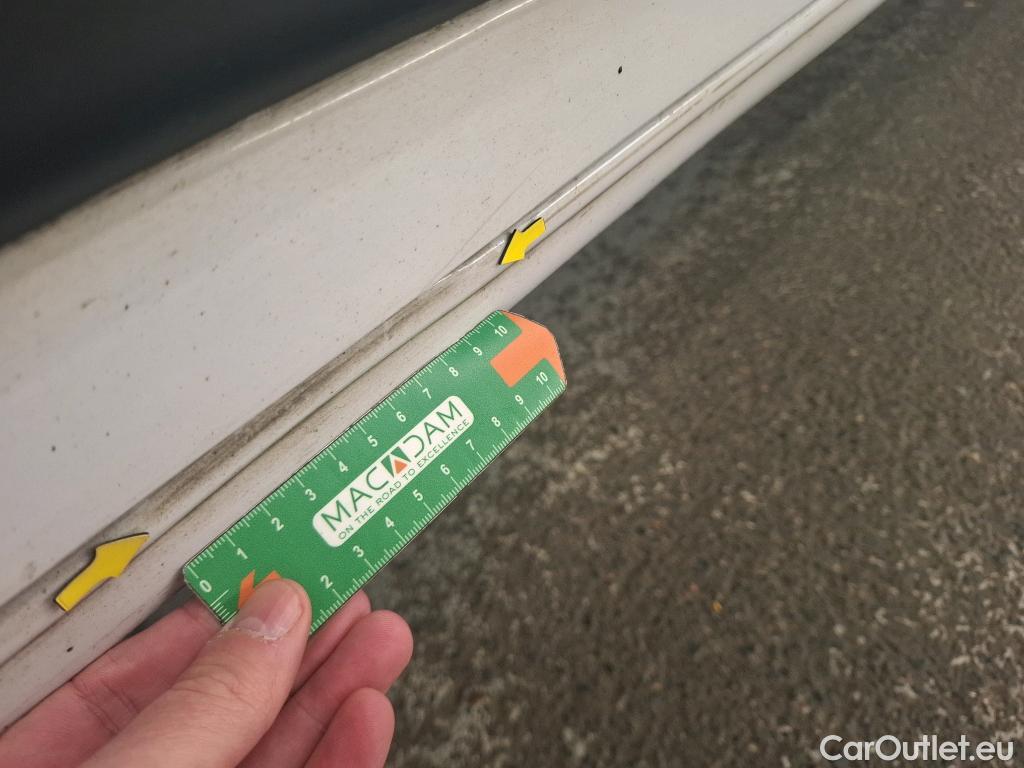 0 1 2 3 4 5 6 7 8 9 10
MACADAM
ON THE ROAD TO EXCELLENCE
2 3 4 5 6 7 8 9 10
CarOutlet.eu